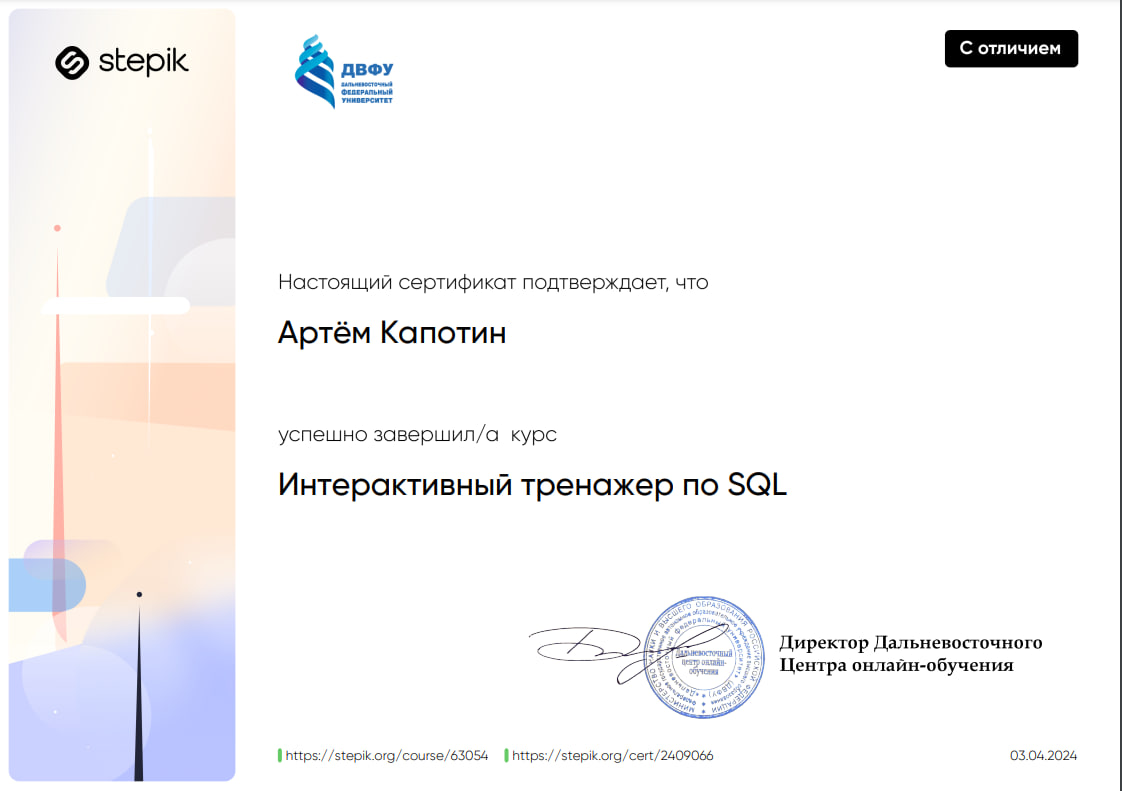 stepik
ДВФУ
ДАЛЬНЕВОСТОЧНЫЙ
ФЕДЕРАЛЬНЫЙ
УНИВЕРСИТЕТ
С отличием
Настоящий сертификат подтверждает, что
Артём Капотин
успешно завершил/а курс
Интерактивный тренажер по SQL
Дальневосточный
центр онлайн-
обучения
Директор Дальневосточного
Центра онлайн-обучения
https://stepik.org/course/63054
https://stepik.org/cert/2409066
03.04.2024